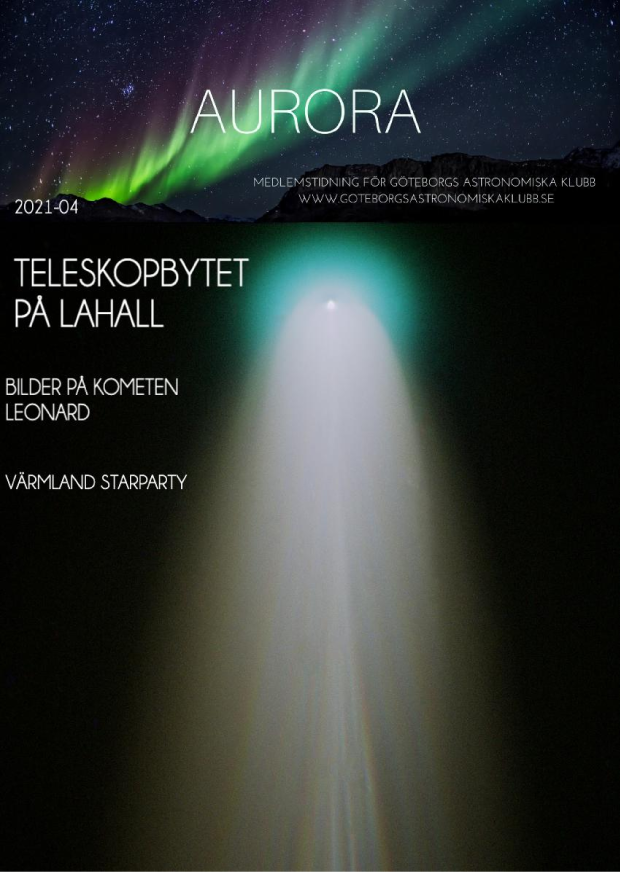 AURORA
MEDLEMSTIDNING FÖR GÖTEBORGS ASTRONOMISKA KLUBB
WWW.GOTEBORGSASTRONOMISKAKLUBB.SE
2021-04
TELESKOPBYTET
PÅ LAHALL
BILDER PÅ KOMETEN
LEONARD
VÄRMLAND STARPARTY